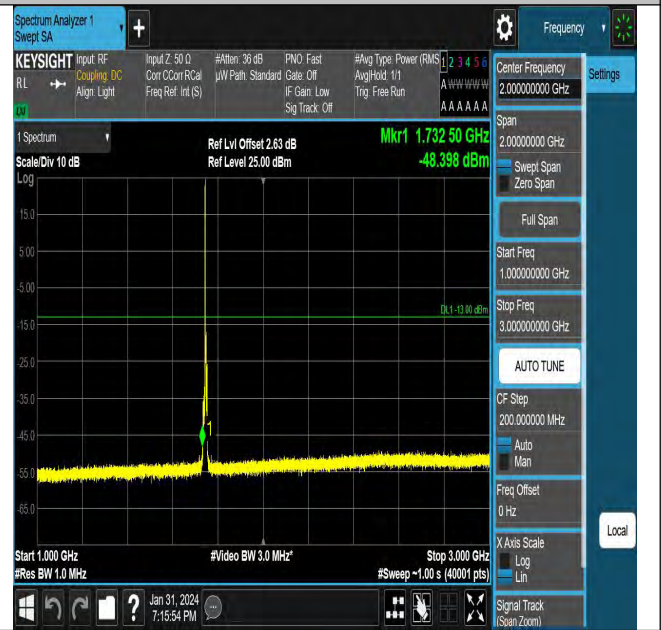 Spectrum Analyzer 1
Swept SA
Frequency
KEYSIGHT
RL
Input: RF
Coupling: DC
Align: Light
Input Z: 50 Ω
Corr CCorr RCal
Freq Ref: Int (S)
#Atten: 36 dB
µW Path: Standard
PNO: Fast
Gate: Off
IF Gain: Low
Sig Track: Off
#Avg Type: Power (RMS
Avg|Hold: 1/1
Trig: Free Run
1 2 3 4 5 6
A W W W W W
A A A A A A
1 Spectrum
Scale/Div 10 dB
Ref Lvl Offset 2.63 dB
Ref Level 25.00 dBm
Mkr1 1.732 50 GHz
-48.398 dBm
Log
15.0
5.00
-5.00
-15.0
-25.0
-35.0
-45.0
-55.0
-65.0
DL1 -13.00 dBm
1
Start 1.000 GHz
#Res BW 1.0 MHz
#Video BW 3.0 MHz*
Stop 3.000 GHz
#Sweep ~1.00 s (40001 pts)
Jan 31, 2024
7:15:54 PM
Center Frequency
2.00000000 GHz
Settings
Span
2.00000000 GHz
Swept Span
Zero Span
Full Span
Start Freq
1.000000000 GHz
Stop Freq
3.000000000 GHz
AUTO TUNE
CF Step
200.000000 MHz
Auto
Man
Freq Offset
0 Hz
X Axis Scale
Log
Lin
Local
Signal Track
(Span Zoom)